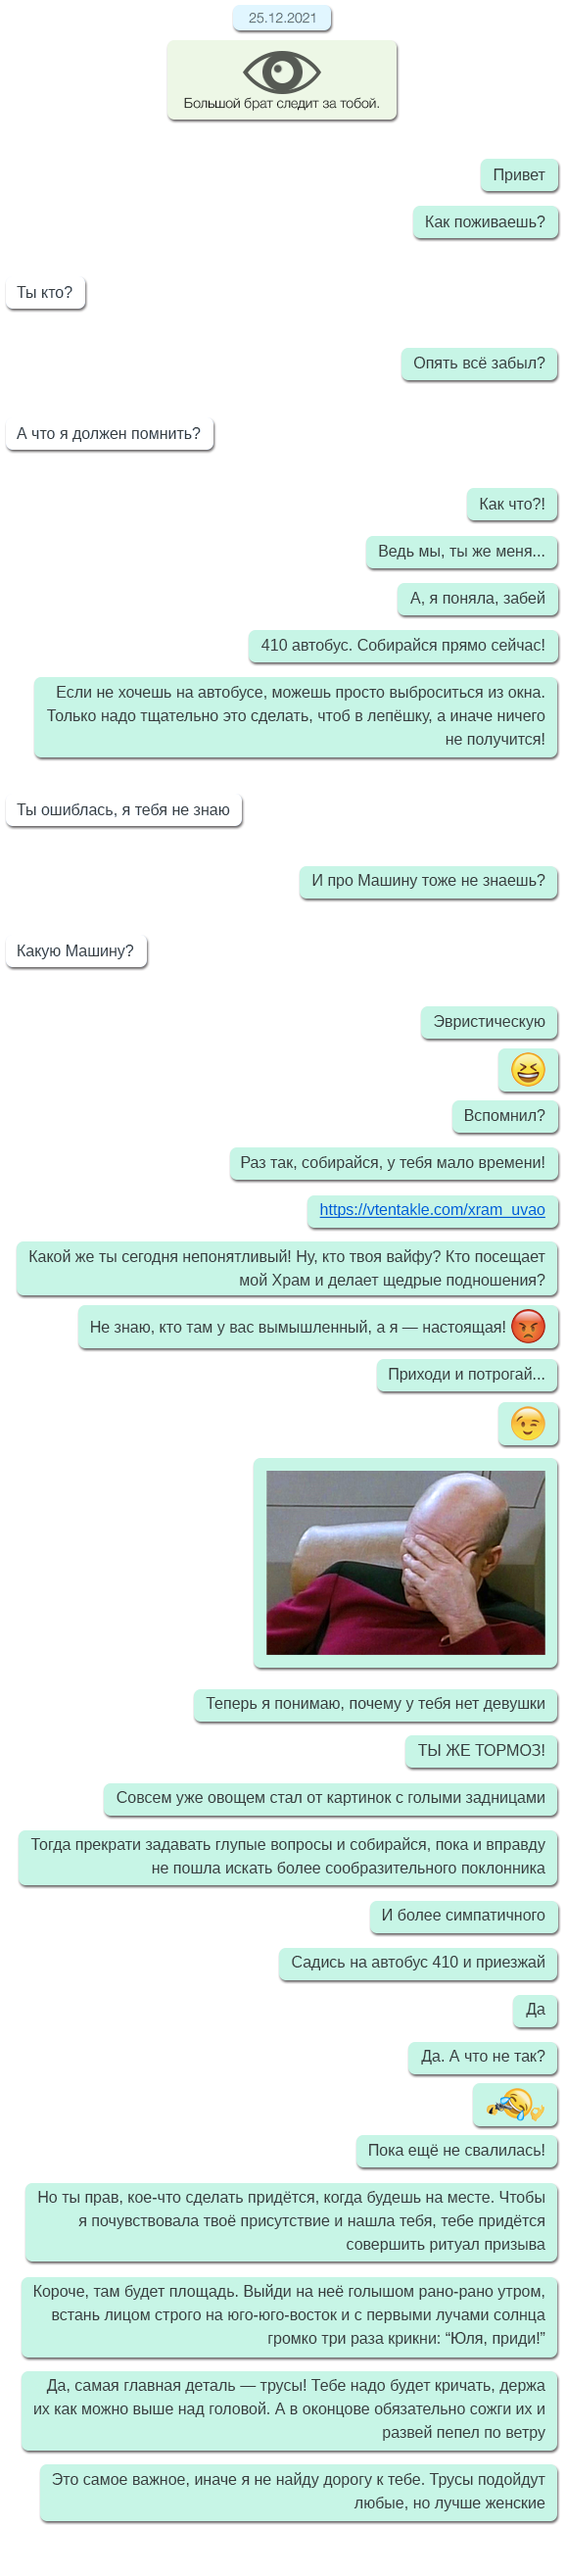 25.12.2021
Большой брат следит за тобой.
Привет
Как поживаешь?
Ты кто?
Опять всё забыл?
А что я должен помнить?
Как что?!
Ведь мы, ты же меня...
А, я поняла, забей
410 автобус. Собирайся прямо сейчас!
Если не хочешь на автобусе, можешь просто выброситься из окна.
Только надо тщательно это сделать, чтоб в лепёшку, а иначе ничего
не получится!
Ты ошиблась, я тебя не знаю
И про Машину тоже не знаешь?
Какую Машину?
Эвристическую
Вспомнил?
Раз так, собирайся, у тебя мало времени!
https://vtentakle.com/xram_uvao
Какой же ты сегодня непонятливый! Ну, кто твоя вайфу? Кто посещает
мой Храм и делает щедрые подношения?
Не знаю, кто там у вас вымышленный, а я — настоящая!
Приходи и потрогай...
Теперь я понимаю, почему у тебя нет девушки
ТЫ ЖЕ ТОРМОЗ!
Совсем уже овощем стал от картинок с голыми задницами
Тогда прекрати задавать глупые вопросы и собирайся, пока и вправду
не пошла искать более сообразительного поклонника
И более симпатичного
Садись на автобус 410 и приезжай
Да
Да. А что не так?
Пока ещё не свалилась!
Но ты прав, кое-что сделать придётся, когда будешь на месте. Чтобы
я почувствовала твоё присутствие и нашла тебя, тебе придётся
совершить ритуал призыва
Короче, там будет площадь. Выйди на неё голышом рано-рано утром,
встань лицом строго на юго-юго-восток и с первыми лучами солнца
громко три раза крикни: “Юля, приди!”
Да, самая главная деталь — трусы! Тебе надо будет кричать, держа
их как можно выше над головой. А в оконцове обязательно сожги их и
развей пепел по ветру
Это самое важное, иначе я не найду дорогу к тебе. Трусы подойдут
любые, но лучше женские